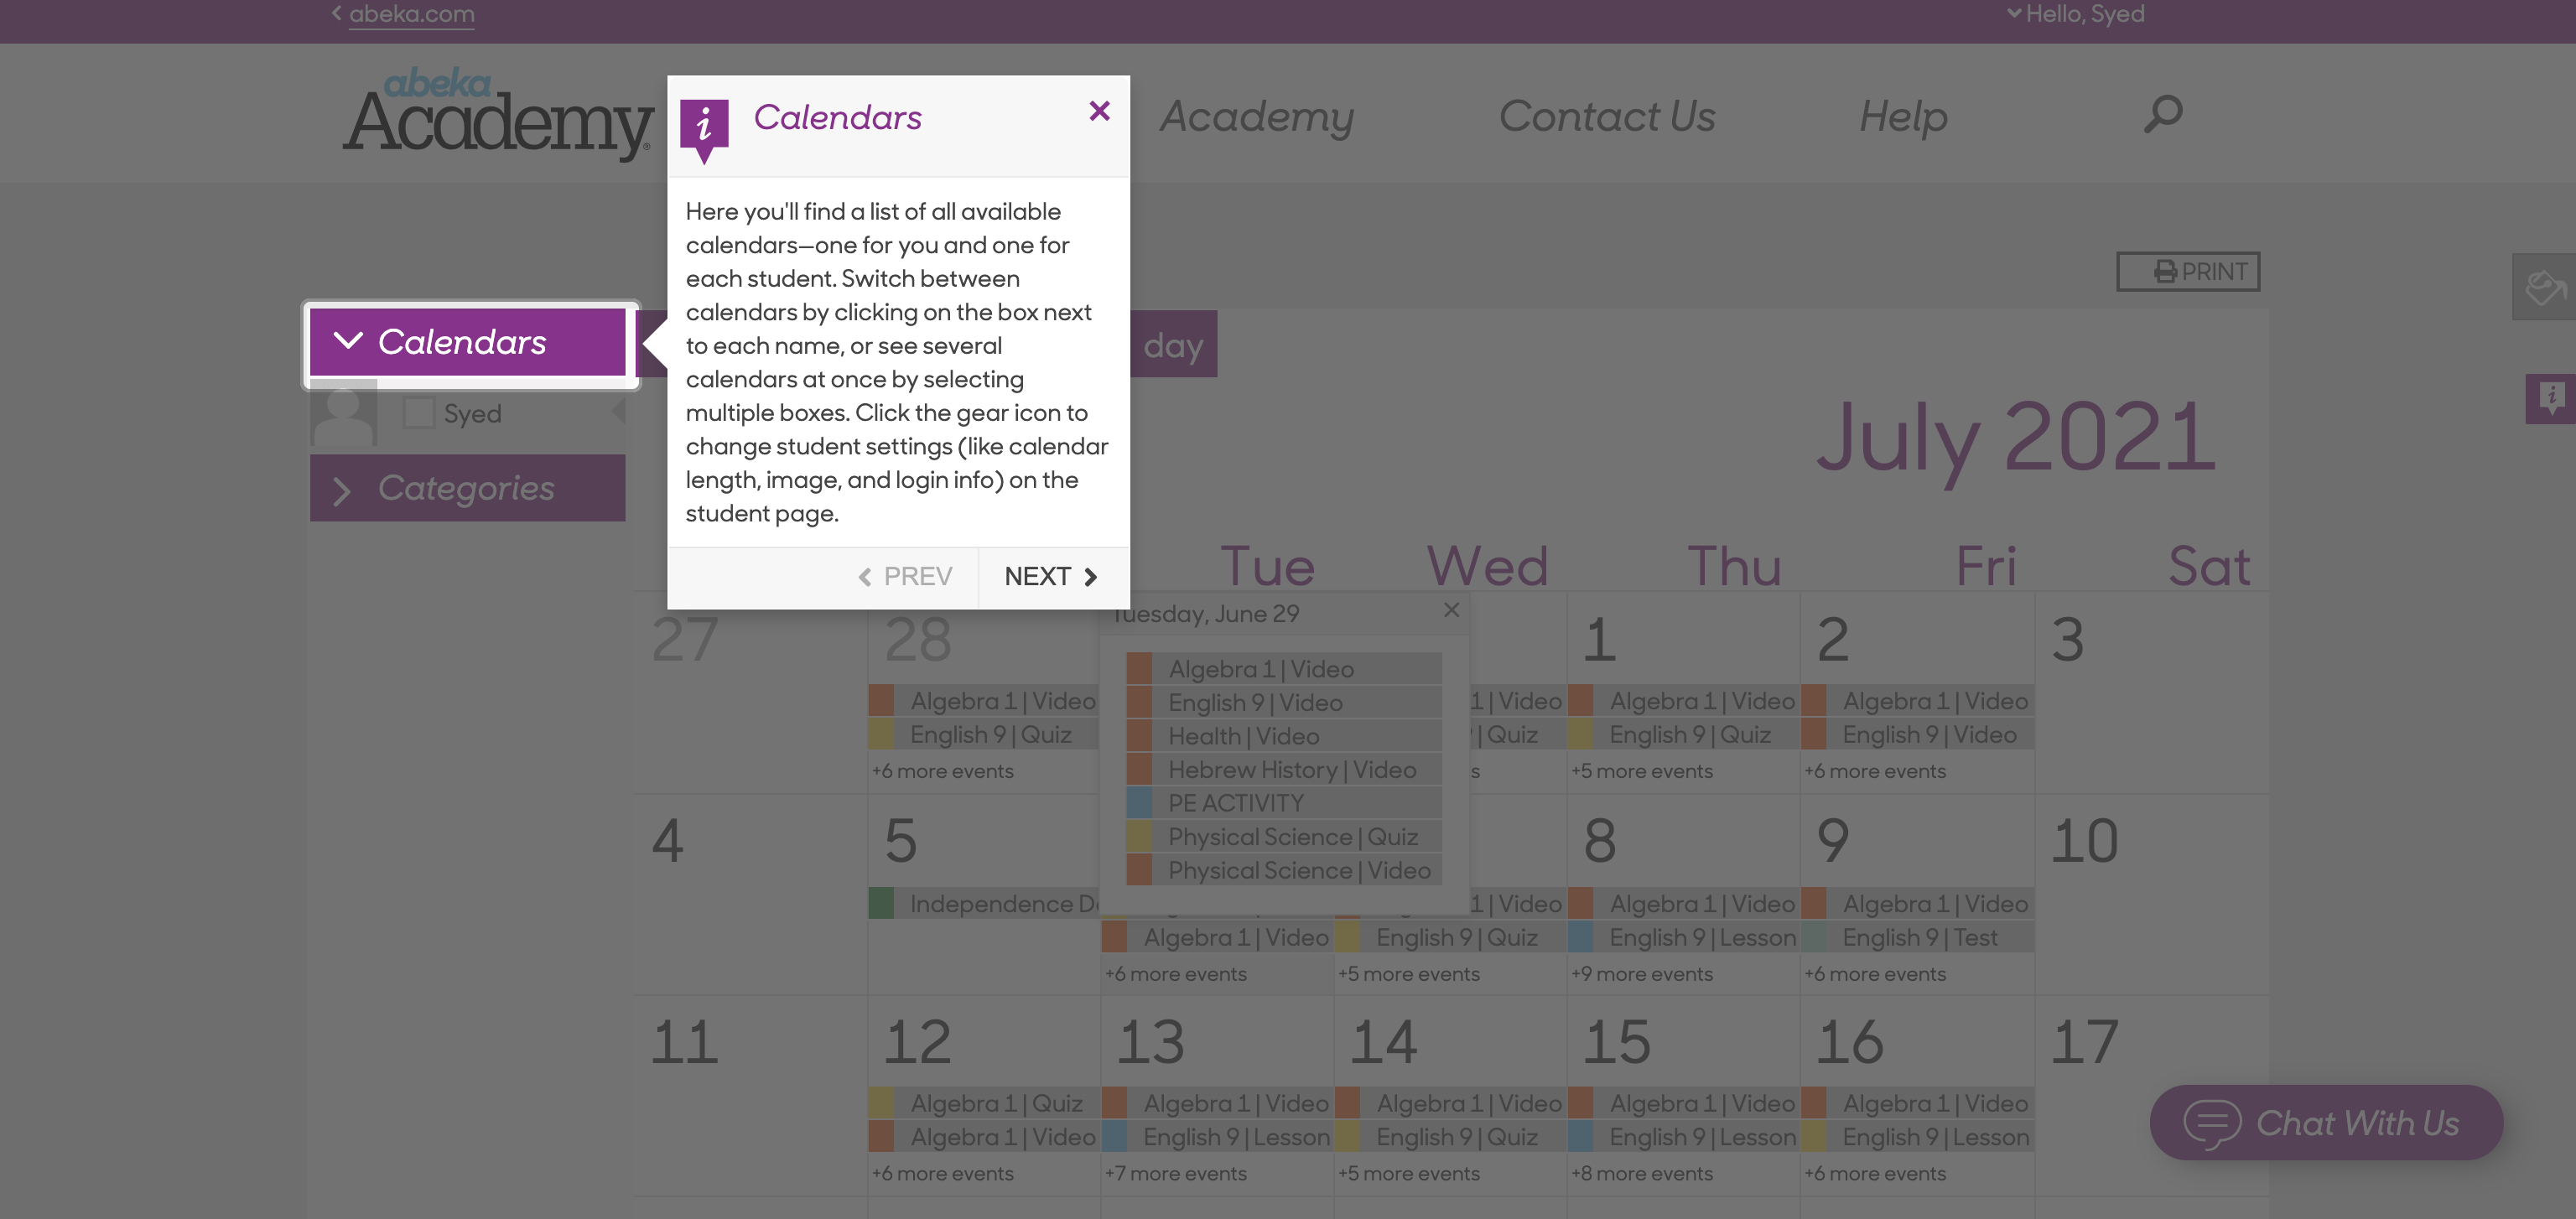 abeka.com
Hello, Syed
abeka
Academy®
Academy
Contact Us
Help
i
Calendars
Here you'll find a list of all available
calendars—one for you and one for
each student. Switch between
calendars by clicking on the box next
to each name, or see several
calendars at once by selecting
multiple boxes. Click the gear icon to
change student settings (like calendar
length, image, and login info) on the
student page.
PREV
NEXT
PRINT
Calendars
Syed
Categories
day
i
July 2021
Tue Wed Thu Fri Sat
27 28 1 2 3
Tuesday, June 29
Algebra 1 | Video
English 9 | Video
Health | Video
Hebrew History | Video
PE ACTIVITY
Physical Science | Quiz
Physical Science | Video
Algebra 1 | Video 1 | Video Algebra 1 | Video Algebra 1 | Video
English 9 | Quiz | Quiz English 9 | Quiz English 9 | Video
+6 more events s +5 more events +6 more events
4 5 8 9 10
Independence 1 | Video Algebra 1 | Video Algebra 1 | Video
Algebra 1 | Video English 9 | Quiz English 9 | Lesson English 9 | Test
+6 more events +5 more events +9 more events +6 more events
11 12 13 14 15 16 17
Algebra 1 | Quiz Algebra 1 | Video Algebra 1 | Video Algebra 1 | Video Algebra 1 | Video
Algebra 1 | Video English 9 | Lesson English 9 | Quiz English 9 | Lesson English 9 | Lesson
+6 more events +7 more events +5 more events +8 more events +6 more events
Chat With Us